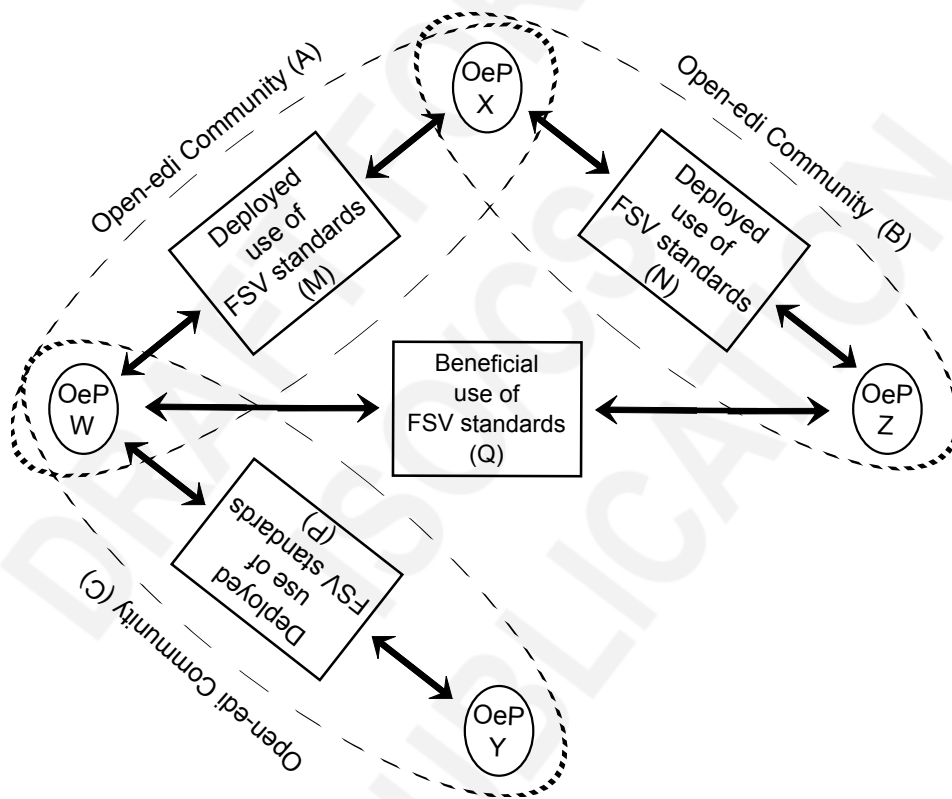 Open-edi Community (A)
OeP
X
Open-edi Community (B)
Deployed
use of
FSV standards
(M)
Deployed
use of
FSV standards
(N)
OeP
W
Beneficial
use of
FSV standards
(Q)
OeP
Z
Deployed
use of
FSV standards
(P)
Open-edi Community (C)
OeP
Y